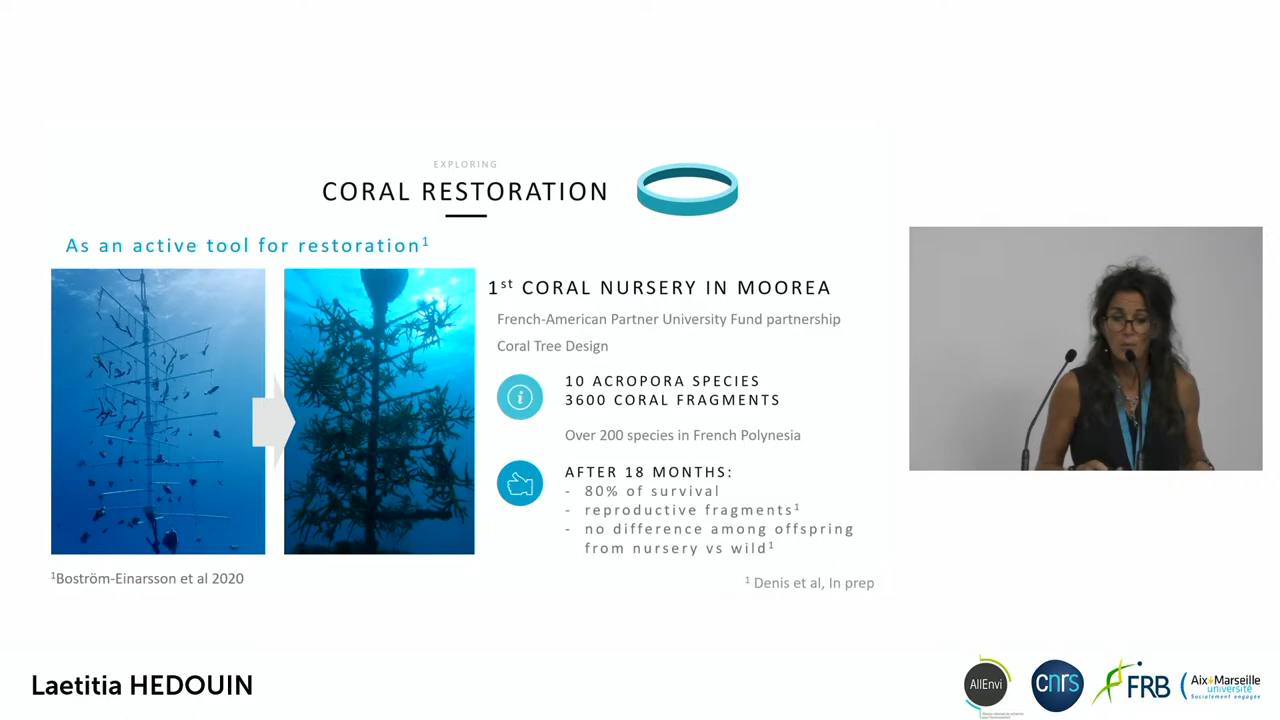 EXPLORING
CORAL RESTORATION
As an active tool for restoration¹
1st CORAL NURSERY IN MOOREA
French-American Partner University Fund partnership
Coral Tree Design
10 ACROPORA SPECIES
3600 CORAL FRAGMENTS
Over 200 species in French Polynesia
AFTER 18 MONTHS:
- 80% of survival
- reproductive fragments¹
- no difference among offspring
from nursery vs wild¹
¹Boström-Einarsson et al 2020
¹ Denis et al, In prep
Laetitia HEDOUIN
AllEnvi
cnrs
FRB
Aix+Marseille
université
Socialement engagée